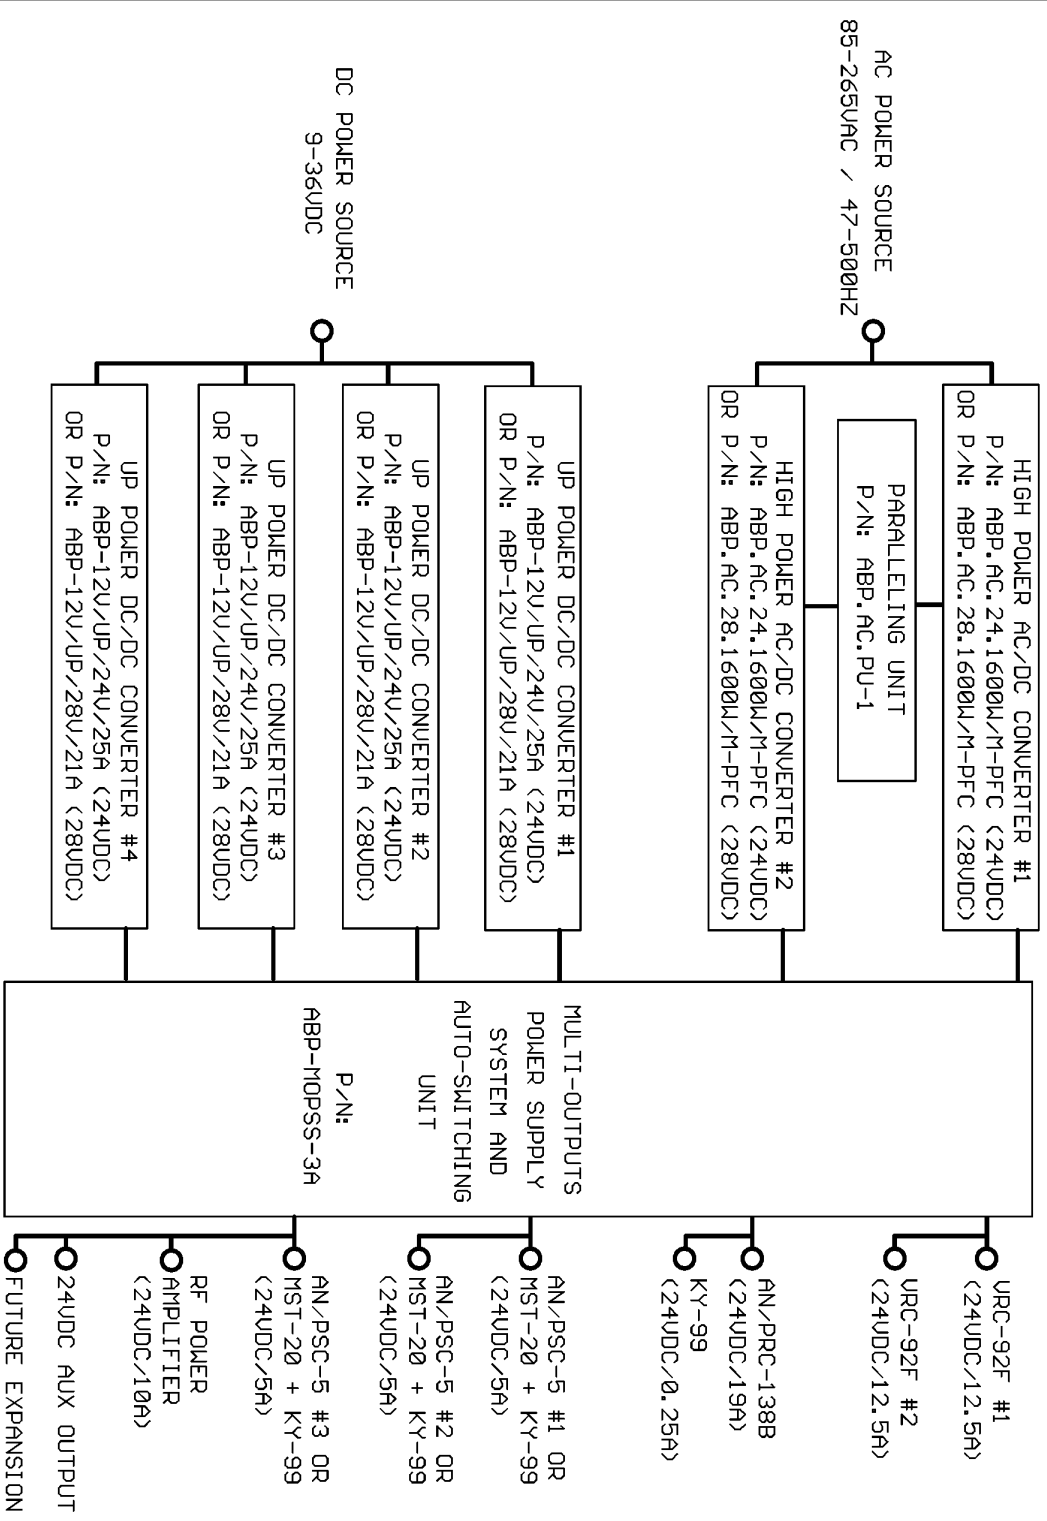 AC POWER SOURCE
85-265VAC / 47-500HZ
DC POWER SOURCE
9-36VDC
HIGH POWER AC/DC CONVERTER #1
P/N: ABP.AC.24.1600W/M-PFC (24VDC)
OR P/N: ABP.AC.28.1600W/M-PFC (28VDC)
PARALLELING UNIT
P/N: ABP.AC.PU-1
HIGH POWER AC/DC CONVERTER #2
P/N: ABP.AC.24.1600W/M-PFC (24VDC)
OR P/N: ABP.AC.28.1600W/M-PFC (28VDC)
UP POWER DC/DC CONVERTER #1
P/N: ABP-12V/UP/24V/25A (24VDC)
OR P/N: ABP-12V/UP/28V/21A (28VDC)
UP POWER DC/DC CONVERTER #2
P/N: ABP-12V/UP/24V/25A (24VDC)
OR P/N: ABP-12V/UP/28V/21A (28VDC)
UP POWER DC/DC CONVERTER #3
P/N: ABP-12V/UP/24V/25A (24VDC)
OR P/N: ABP-12V/UP/28V/21A (28VDC)
UP POWER DC/DC CONVERTER #4
P/N: ABP-12V/UP/24V/25A (24VDC)
OR P/N: ABP-12V/UP/28V/21A (28VDC)
MULTI-OUTPUTS
POWER SUPPLY
SYSTEM AND
AUTO-SWITCHING
UNIT
P/N:
ABP-MOPSS-3A
VRC-92F #1
(24VDC/12.5A)
VRC-92F #2
(24VDC/12.5A)
AN/PRC-138B
(24VDC/19A)
KY-99
(24VDC/0.25A)
AN/PSC-5 #1 OR
MST-20 + KY-99
(24VDC/5A)
AN/PSC-5 #2 OR
MST-20 + KY-99
(24VDC/5A)
AN/PSC-5 #3 OR
MST-20 + KY-99
(24VDC/5A)
RF POWER
AMPLIFIER
(24VDC/10A)
24VDC AUX OUTPUT
FUTURE EXPANSION